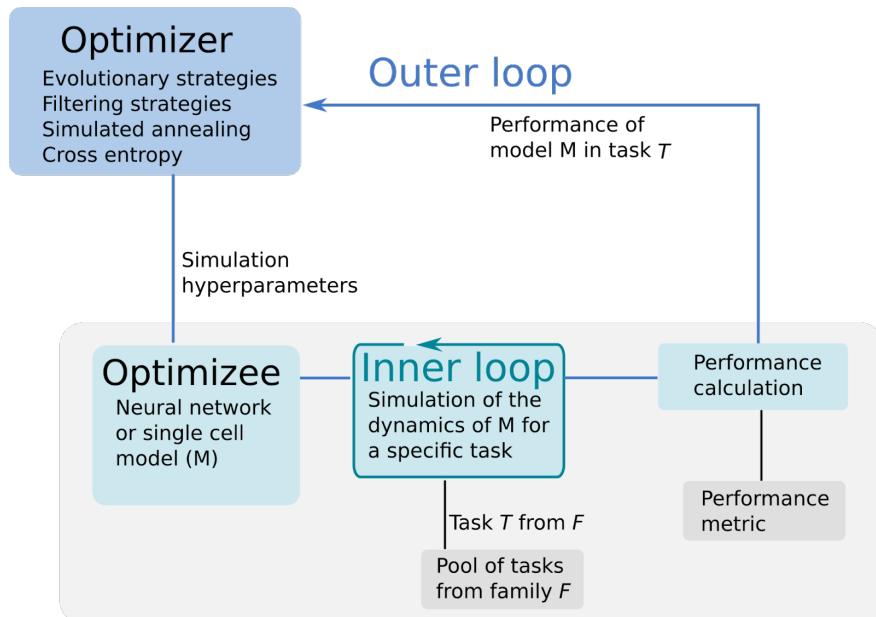 Optimizer
Evolutionary strategies
Filtering strategies
Simulated annealing
Cross entropy
Outer loop
Performance of
model M in task T
Simulation
hyperparameters
Optimizee
Neural network
or single cell
model (M)
Inner loop
Simulation of the
dynamics of M for
a specific task
Performance
calculation
Task T from F
Pool of tasks
from family F
Performance
metric